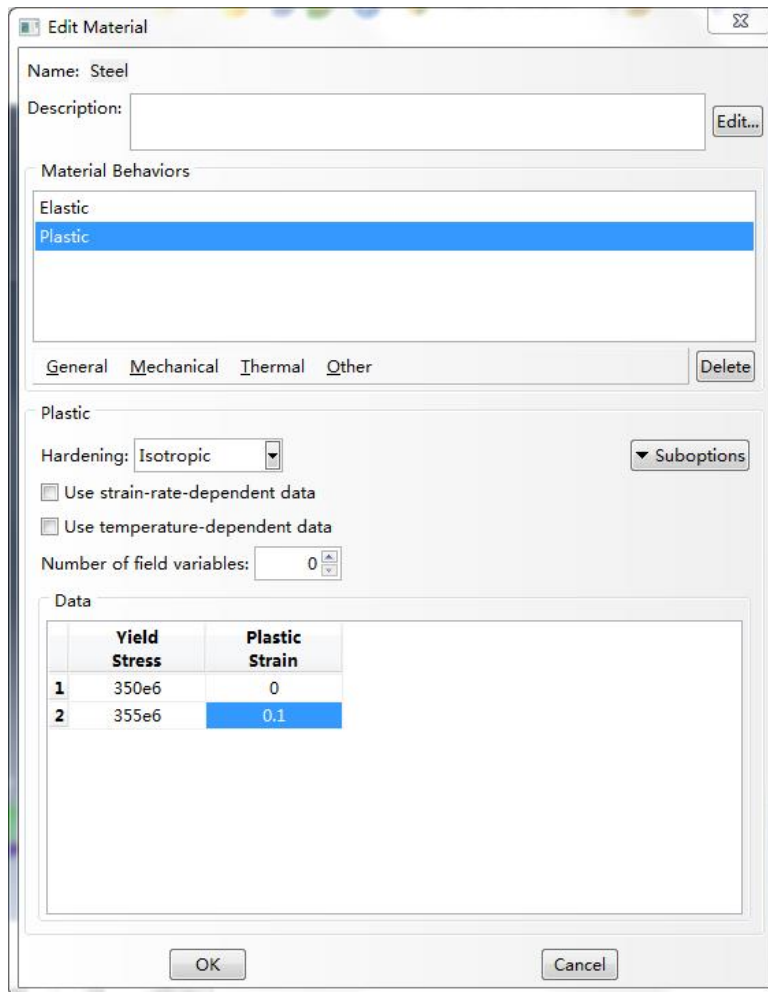 Edit Material
Name: Steel
Description:
Edit...
Material Behaviors
Elastic
Plastic
General Mechanical Thermal Other Delete
Plastic
Hardening: Isotropic Suboptions
Use strain-rate-dependent data
Use temperature-dependent data
Number of field variables: 0
Data
Yield Plastic
Stress Strain
1 350e6 0
2 355e6 0.1
OK Cancel